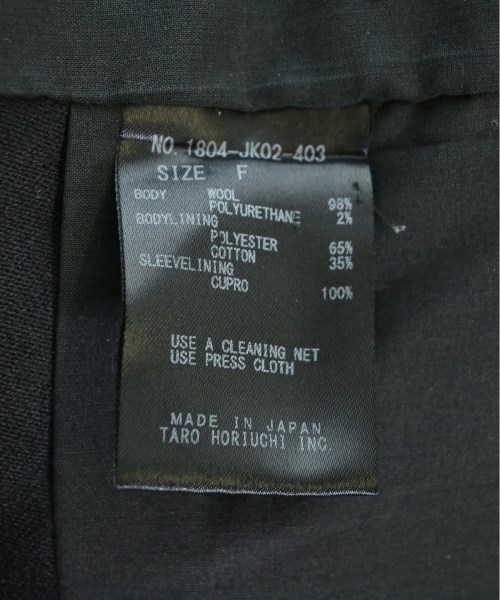 NO. 1804-JK02-403
SIZE F
BODY WOOL 98%
POLYURETHANE 2%
BODYLINING
POLYESTER 65%
COTTON 35%
SLEEVELINING
CUPRO 100%
USE A CLEANING NET
USE PRESS CLOTH
MADE IN JAPAN
TARO HORIUCHI INC.